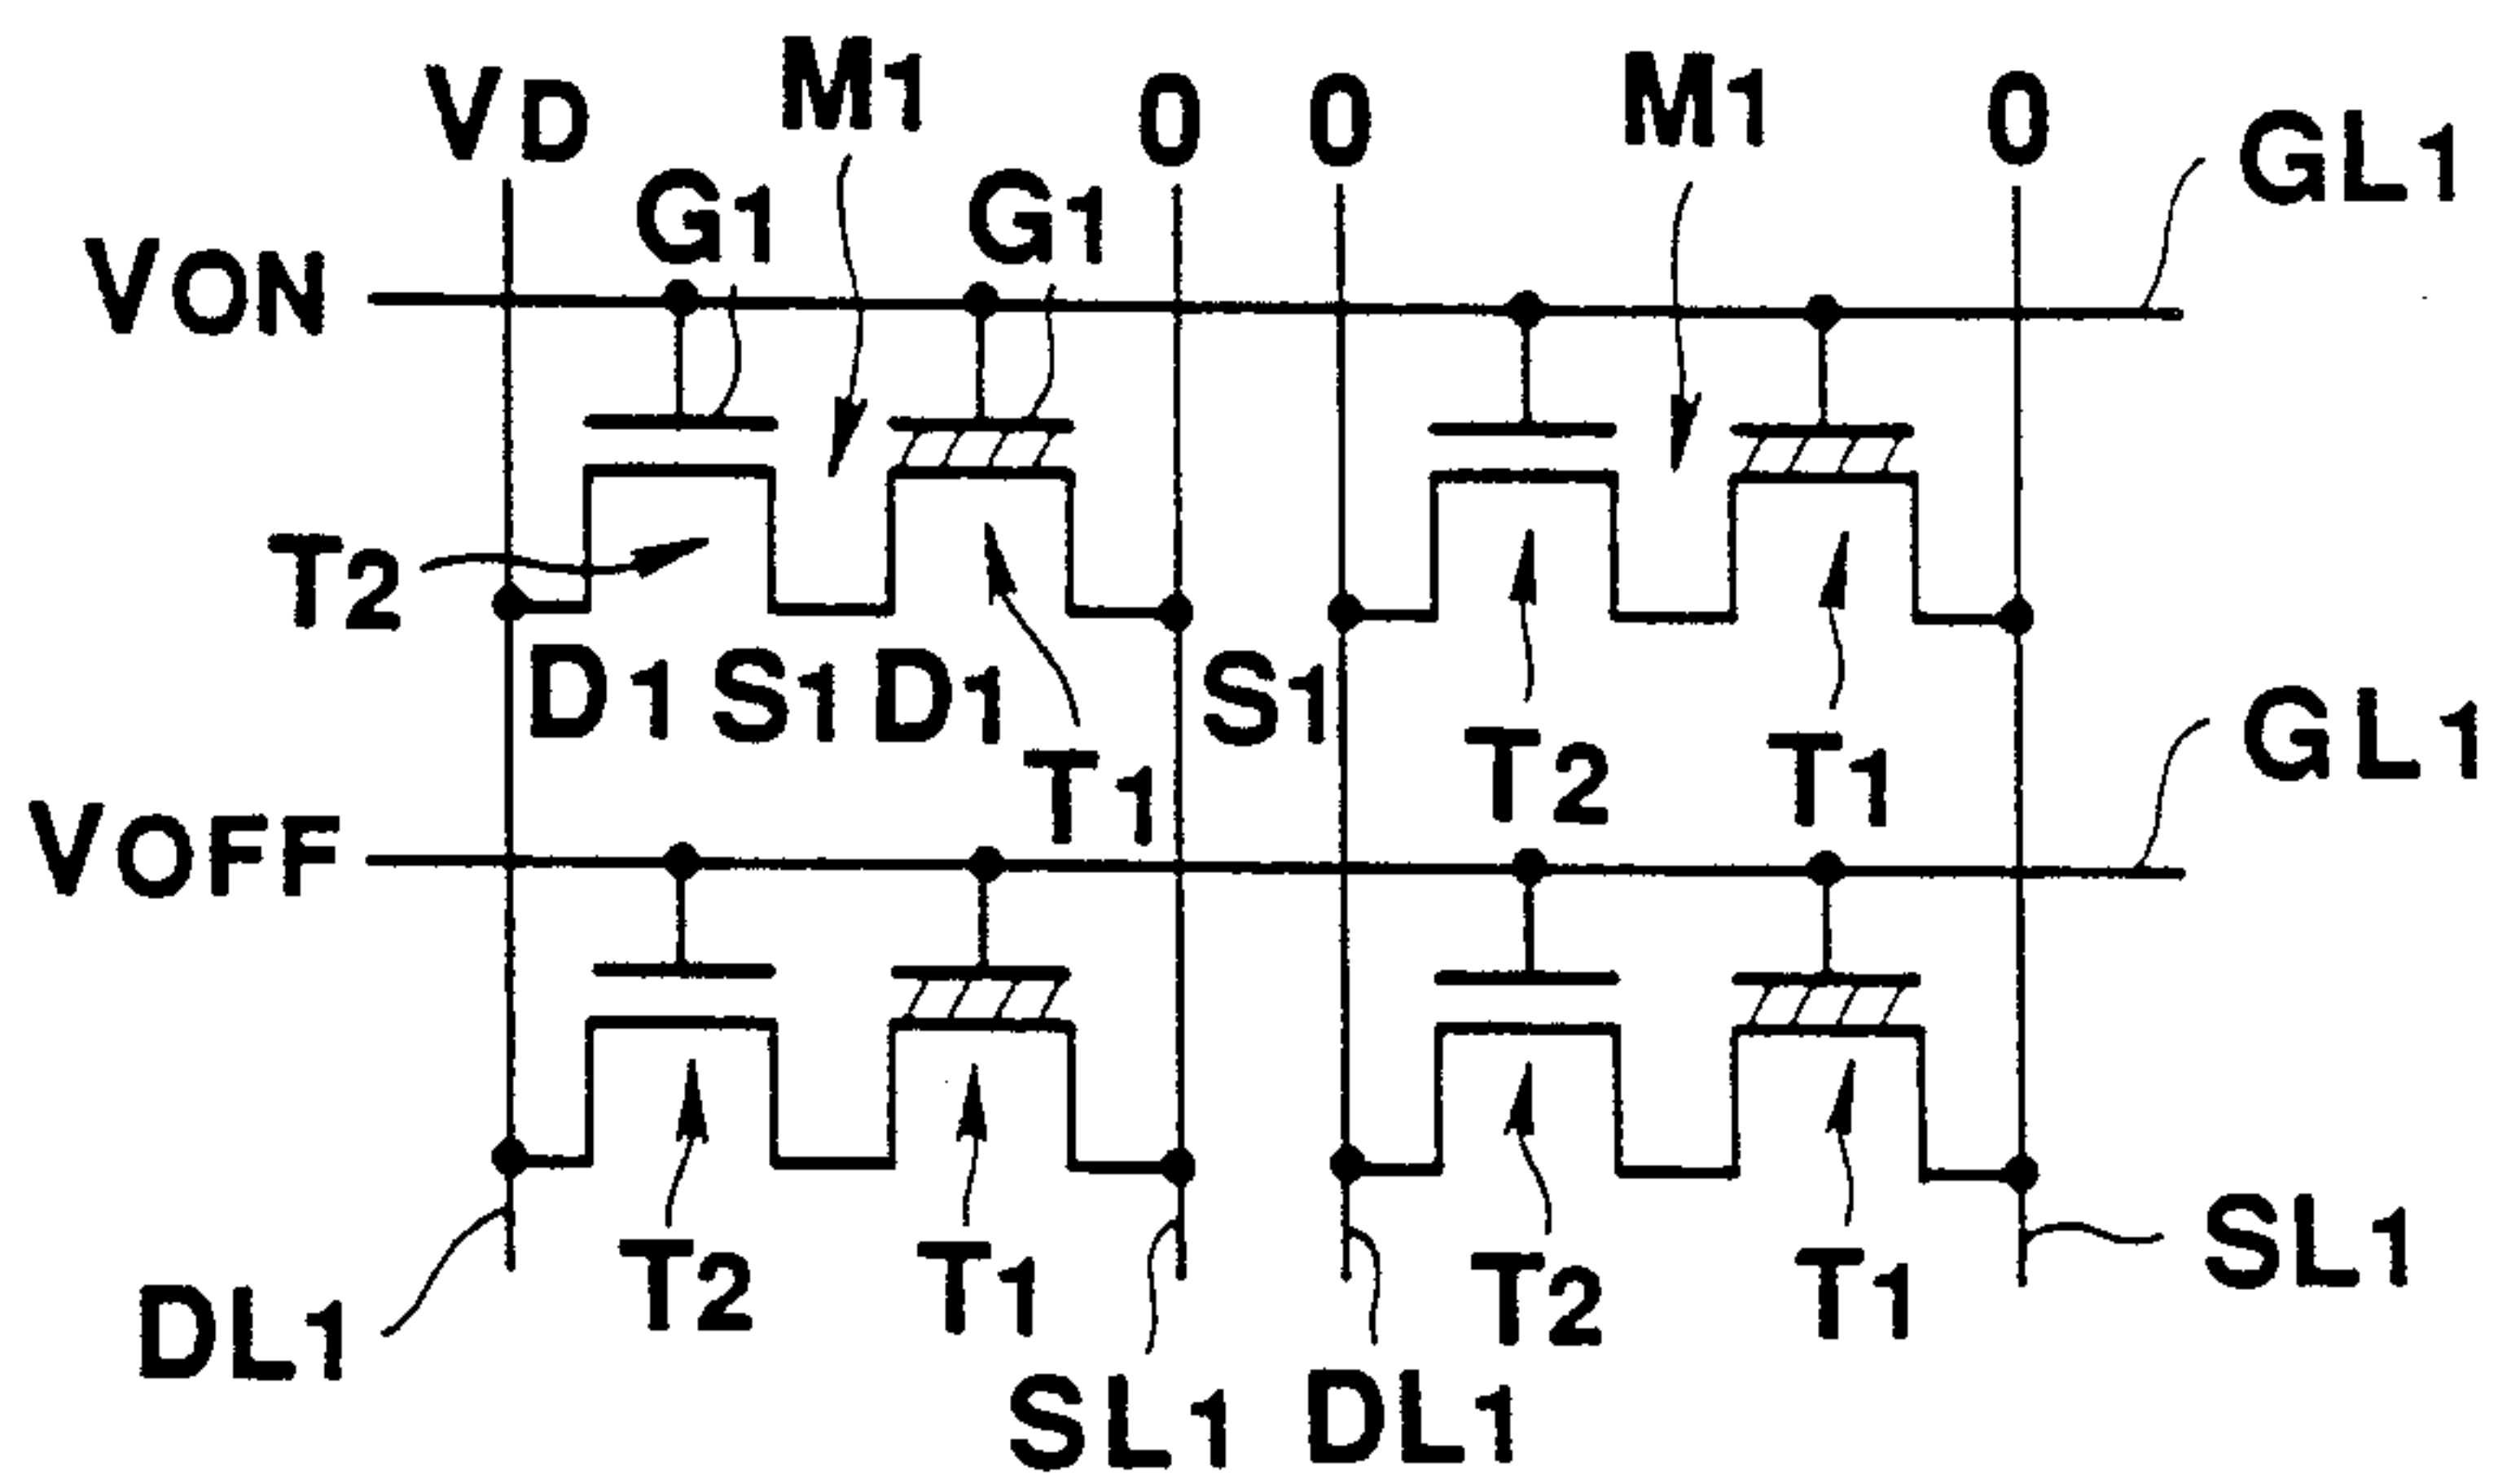 VD M1 0 0 M1 0
G1 G1 GL1
VON
T2
D1 S1 D1 S1
T1 T2 T1 GL1
VOFF
T2 T1 T2 T1 SL1
DL1
SL1 DL1